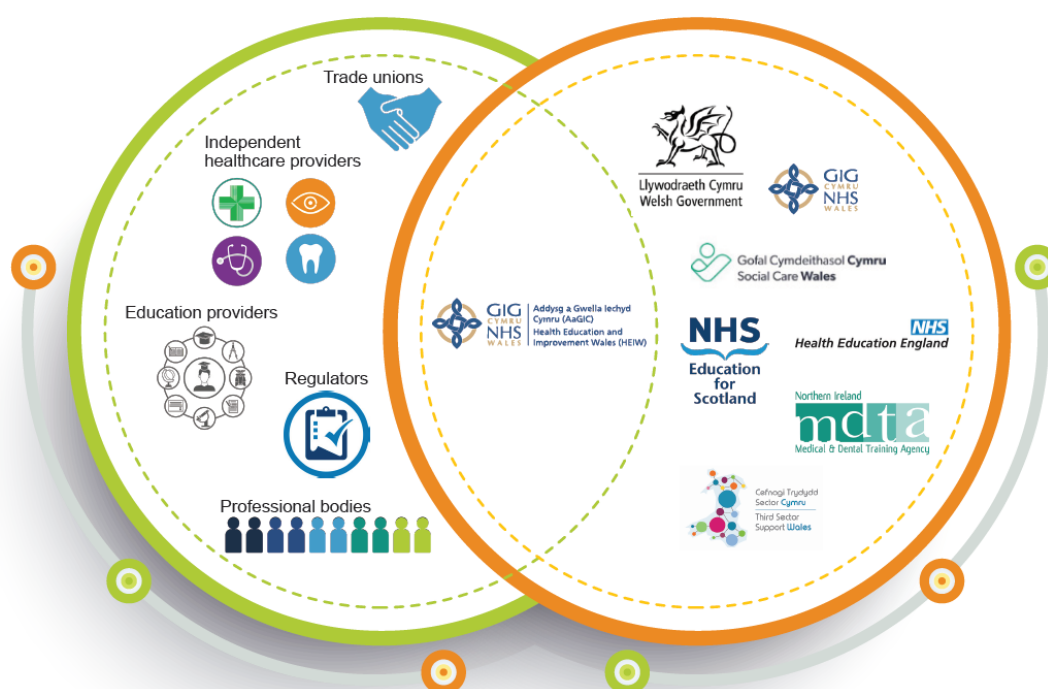 Trade unions
Independent
healthcare providers
Education providers
Regulators
Professional bodies
GIG
CYMRU
NHS
WALES
Addysg a Gwella Iechyd
Cymru (AaGIC)
Health Education and
Improvement Wales (HEIW)
Llywodraeth Cymru
Welsh Government
GIG
CYMRU
NHS
WALES
Gofal Cymdeithasol Cymru
Social Care Wales
NHS
Education
for
Scotland
NHS
Health Education England
Northern Ireland
mdta
Medical & Dental Training Agency
Cefnogi Trydydd
Sector Cymru
Third Sector
Support Wales